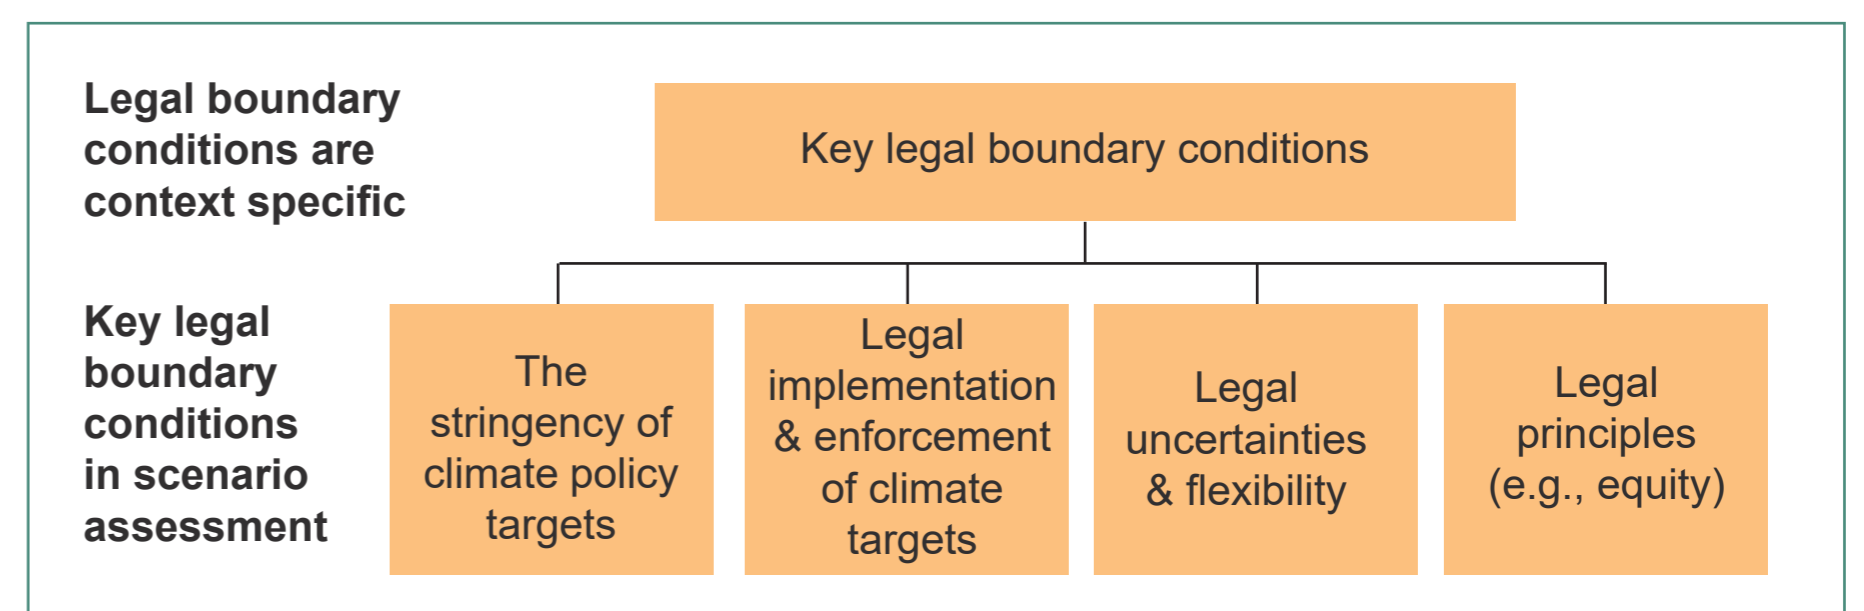 Legal boundary
conditions are
context specific
Key legal boundary conditions
Key legal
boundary
conditions
in scenario
assessment
The
stringency of
climate policy
targets
Legal
implementation
& enforcement
of climate
targets
Legal
uncertainties
& flexibility
Legal
principles
(e.g., equity)